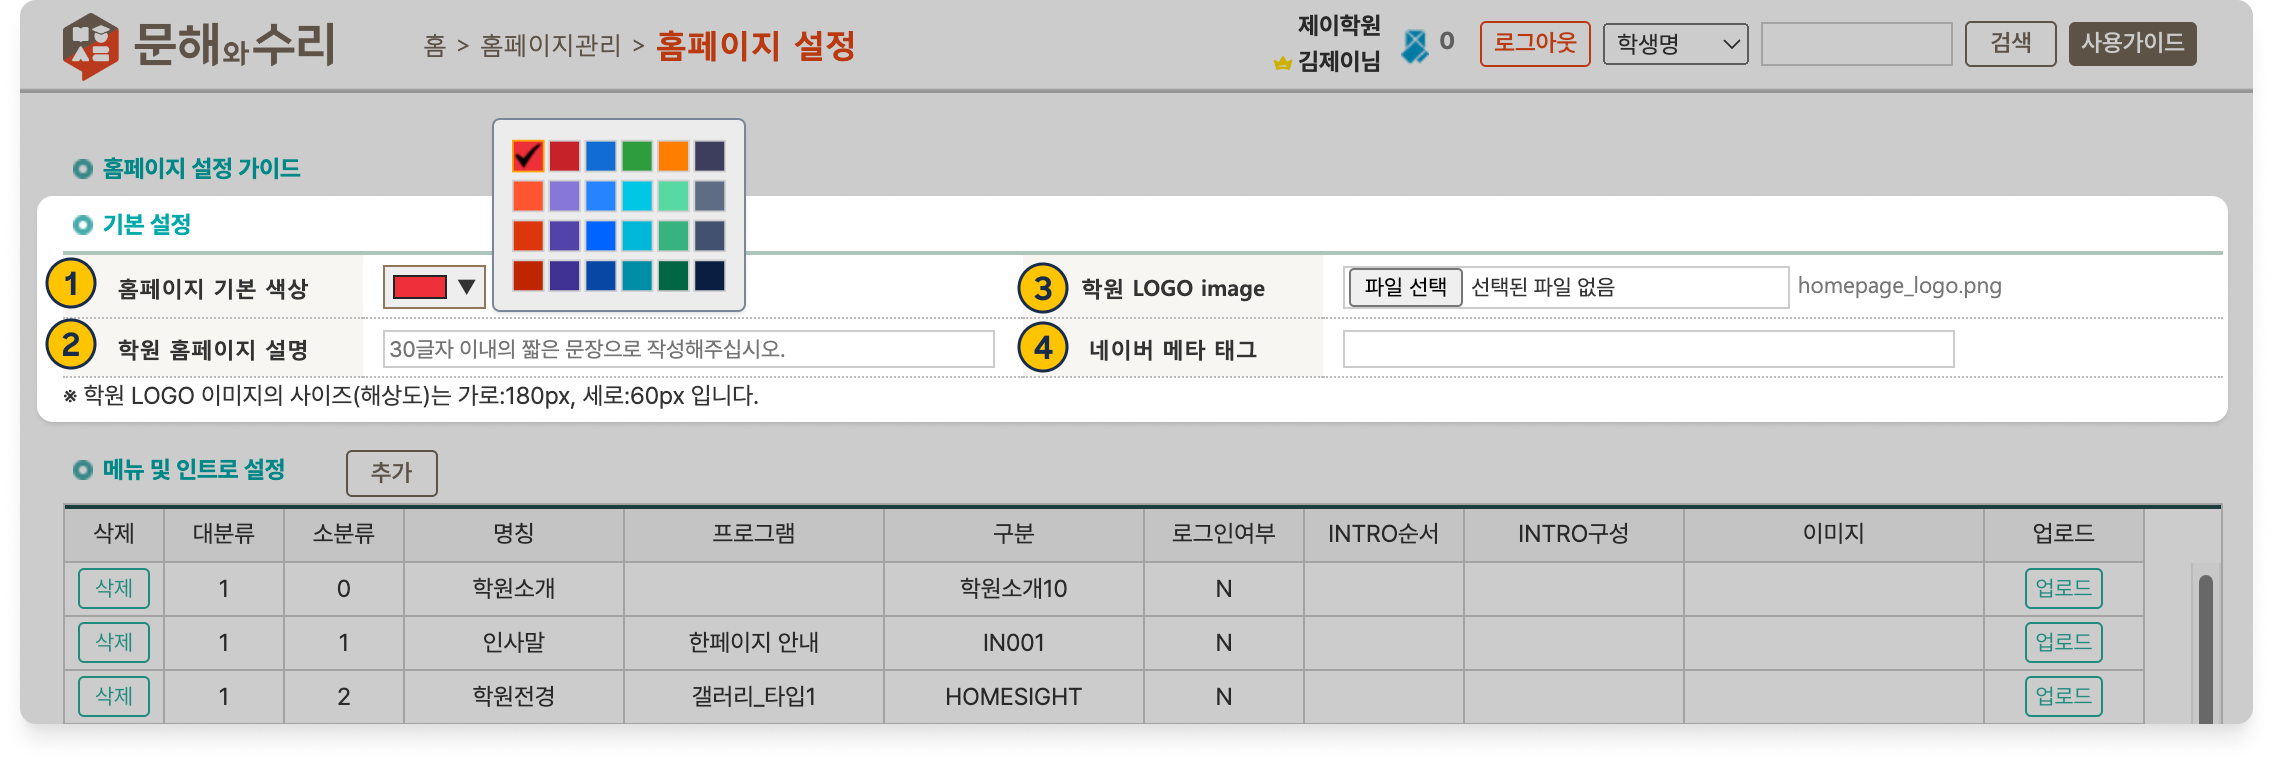 문해와수리
홈 > 홈페이지관리 > 홈페이지 설정
제이학원
김제이님
0
로그아웃
학생명
검색
사용가이드
홈페이지 설정 가이드
기본 설정
1 홈페이지 기본 색상 ▼
3 학원 LOGO image 파일 선택 선택된 파일 없음 homepage_logo.png
2 학원 홈페이지 설명 30글자 이내의 짧은 문장으로 작성해주십시오.
4 네이버 메타 태그
※ 학원 LOGO 이미지의 사이즈(해상도)는 가로:180px, 세로:60px 입니다.
메뉴 및 인트로 설정 추가
삭제 대분류 소분류 명칭 프로그램 구분 로그인여부 INTRO순서 INTRO구성 이미지 업로드
삭제 1 0 학원소개 학원소개10 N 업로드
삭제 1 1 인사말 한페이지 안내 IN001 N 업로드
삭제 1 2 학원전경 갤러리_타입1 HOMESIGHT N 업로드